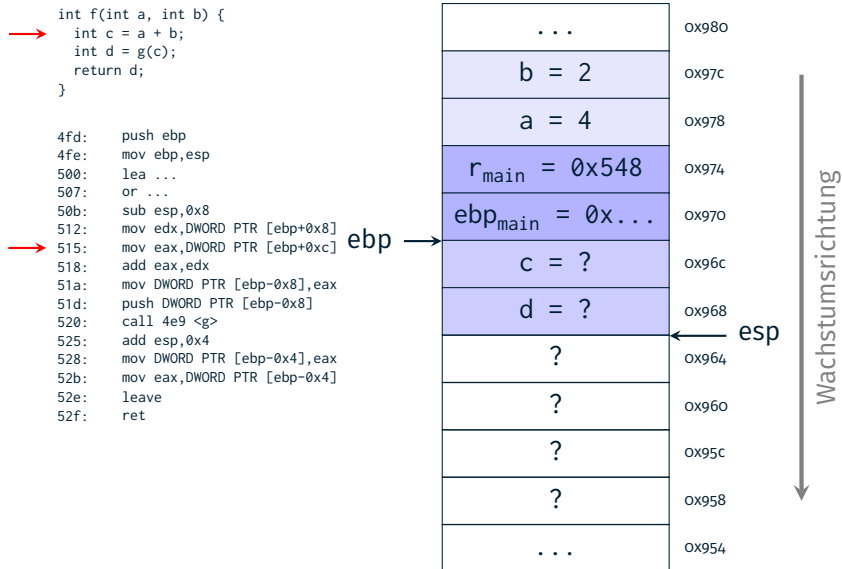 int f(int a, int b) {
  int c = a + b;
  int d = g(c);
  return d;
}
4fd: push ebp
4fe: mov ebp,esp
500: lea ...
507: or ...
50b: sub esp,0x8
512: mov edx,DWORD PTR [ebp+0x8]
515: mov eax,DWORD PTR [ebp+0xc]
518: add eax,edx
51a: mov DWORD PTR [ebp-0x8],eax
51d: push DWORD PTR [ebp-0x8]
520: call 4e9 <g>
525: add esp,0x4
528: mov DWORD PTR [ebp-0x4],eax
52b: mov eax,DWORD PTR [ebp-0x4]
52e: leave
52f: ret
ebp
... 0x980
b = 2 0x97c
a = 4 0x978
r_main = 0x548 0x974
ebp_main = 0x... 0x970
c = ? 0x96c
d = ? 0x968
esp
? 0x964
? 0x960
? 0x95c
? 0x958
... 0x954
Wachstumsrichtung